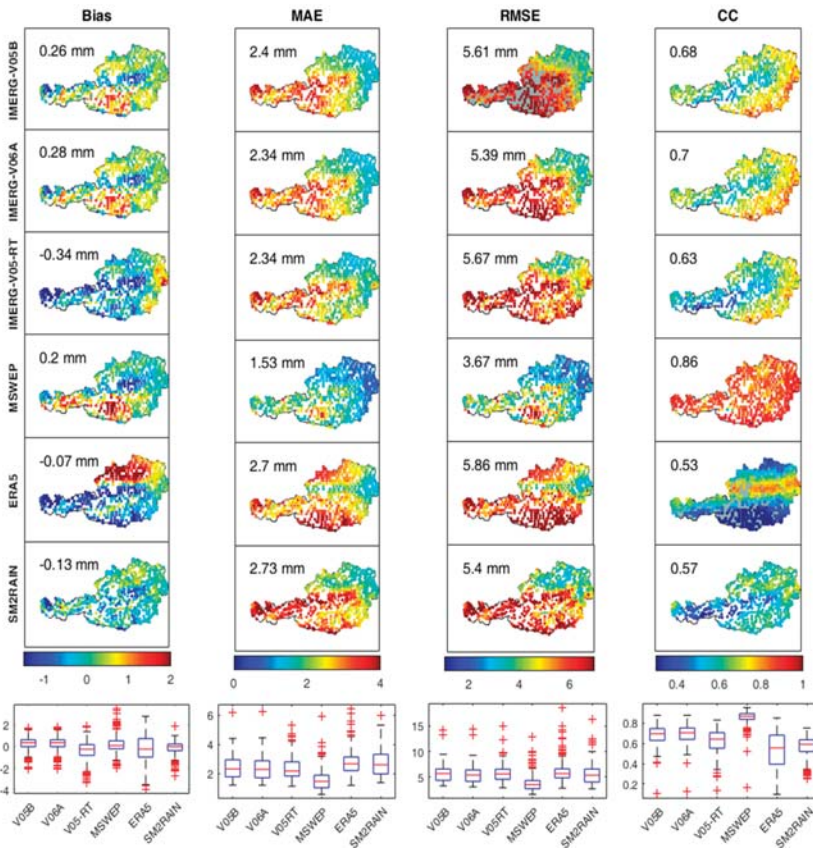 Bias MAE RMSE CC
IMERG-V05B
0.26 mm 2.4 mm 5.61 mm 0.68
IMERG-V06A
0.28 mm 2.34 mm 5.39 mm 0.7
IMERG-V05-RT
-0.34 mm 2.34 mm 5.67 mm 0.63
MSWEP
0.2 mm 1.53 mm 3.67 mm 0.86
ERA5
-0.07 mm 2.7 mm 5.86 mm 0.53
SM2RAIN
-0.13 mm 2.73 mm 5.4 mm 0.57
-1 0 1 2 0 2 4 2 4 6 0.4 0.6 0.8 1
2
0
-2
-4
6
4
2
15
10
5
0.8
0.6
0.4
0.2
V05B V06A V05-RT MSWEP ERA5 SM2RAIN
V05B V06A V05RT MSWEP ERA5 SM2RAIN
V05B V06A V05-RT MSWEP ERA5 SM2RAIN
V05B V06A V05-RT MSWEP ERA5 SM2RAIN